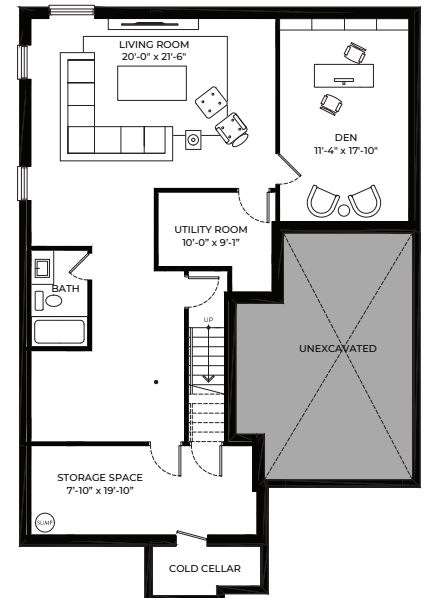 LIVING ROOM
20'-0" x 21'-6"
DEN
11'-4" x 17'-10"
UTILITY ROOM
10'-0" x 9'-1"
BATH
UP
UNEXCAVATED
STORAGE SPACE
7'-10" x 19'-10"
SUMP
COLD CELLAR